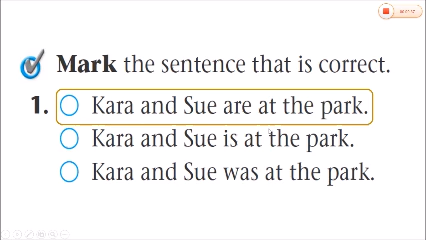 Mark the sentence that is correct.
1. Kara and Sue are at the park.
Kara and Sue is at the park.
Kara and Sue was at the park.